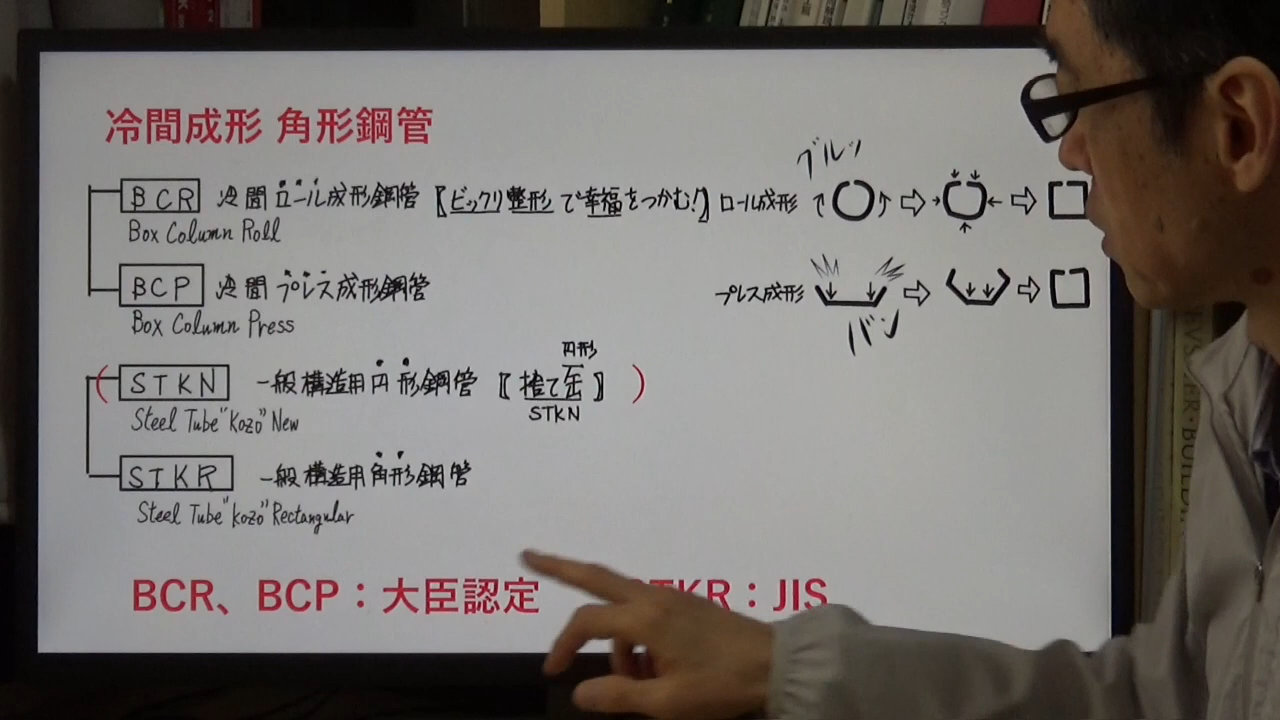 冷間成形 角形鋼管
BCR 冷間ロール成形鋼管〖ビックリ整形で幸福をつかむ!〗ロール成形 グルッ
Box Column Roll
BCP 冷間プレス成形鋼管 プレス成形 バン
Box Column Press
円形
(STKN 一般構造用円形鋼管〖捨て缶〗)
STKN
Steel Tube "Kozo" New
STKR 一般構造用角形鋼管
Steel Tube "Kozo" Rectangular
BCR、BCP：大臣認定 TKR：JIS